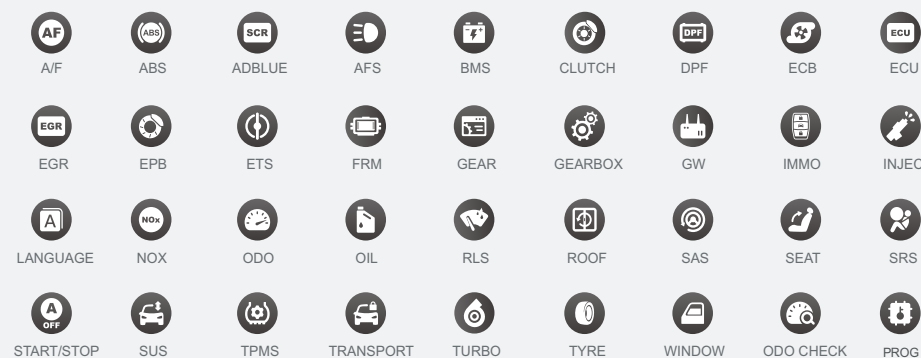 AF ABS SCR DPF ECU
A/F ABS ADBLUE AFS BMS CLUTCH DPF ECB ECU
EGR
EGR EPB ETS FRM GEAR GEARBOX GW IMMO INJEC
A NOx
LANGUAGE NOX ODO OIL RLS ROOF SAS SEAT SRS
A
OFF
START/STOP SUS TPMS TRANSPORT TURBO TYRE WINDOW ODO CHECK PROG